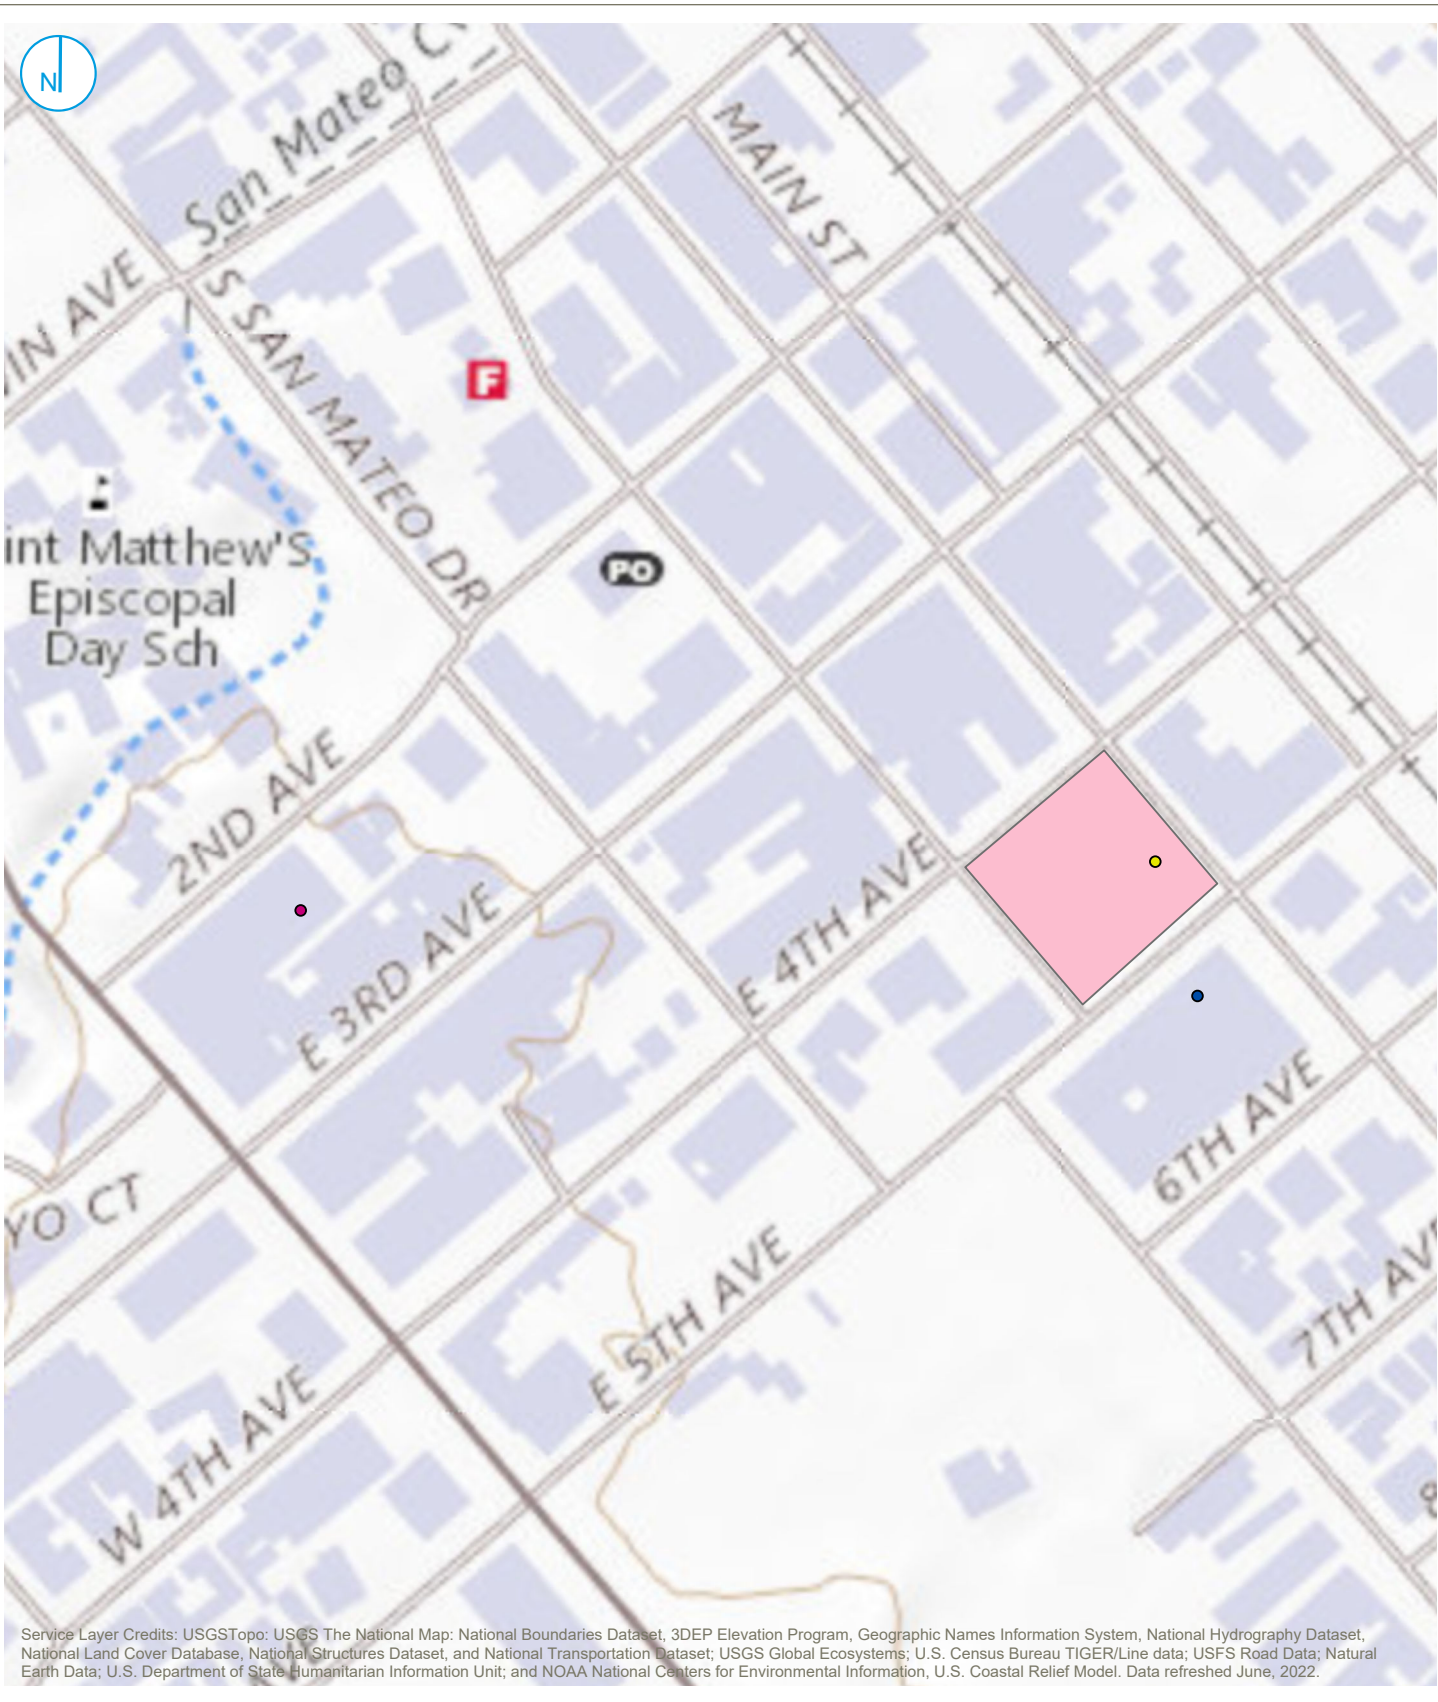 N
San Mateo C
MAIN ST
IN AVE
S SAN MATEO DR
F
int Matthew'S
Episcopal
Day Sch
PO
2ND AVE
E 3RD AVE
E 4TH AVE
6TH AVE
YO CT
E 5TH AVE
7TH AVE
W 4TH AVE
8
AVE
Service Layer Credits: USGSTopo: USGS The National Map: National Boundaries Dataset, 3DEP Elevation Program, Geographic Names Information System, National Hydrography Dataset,
National Land Cover Database, National Structures Dataset, and National Transportation Dataset; USGS Global Ecosystems; U.S. Census Bureau TIGER/Line data; USFS Road Data; Natural
Earth Data; U.S. Department of State Humanitarian Information Unit; and NOAA National Centers for Environmental Information, U.S. Coastal Relief Model. Data refreshed June, 2022.